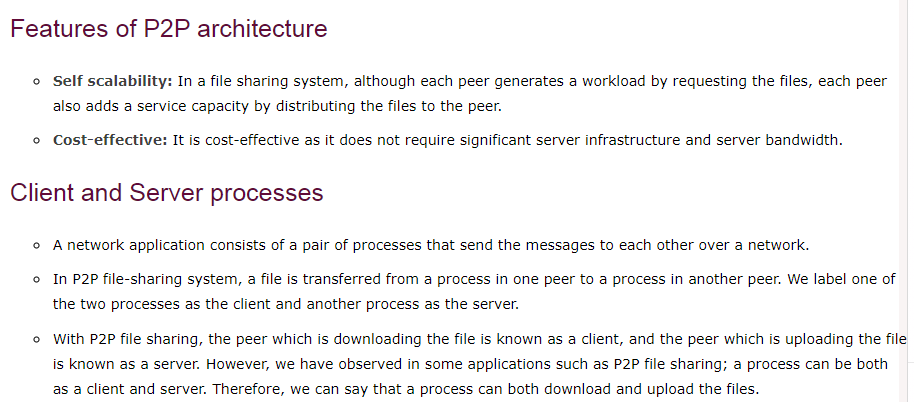 Features of P2P architecture
Self scalability: In a file sharing system, although each peer generates a workload by requesting the files, each peer
also adds a service capacity by distributing the files to the peer.
Cost-effective: It is cost-effective as it does not require significant server infrastructure and server bandwidth.
Client and Server processes
A network application consists of a pair of processes that send the messages to each other over a network.
In P2P file-sharing system, a file is transferred from a process in one peer to a process in another peer. We label one of
the two processes as the client and another process as the server.
With P2P file sharing, the peer which is downloading the file is known as a client, and the peer which is uploading the file
is known as a server. However, we have observed in some applications such as P2P file sharing; a process can be both
as a client and server. Therefore, we can say that a process can both download and upload the files.